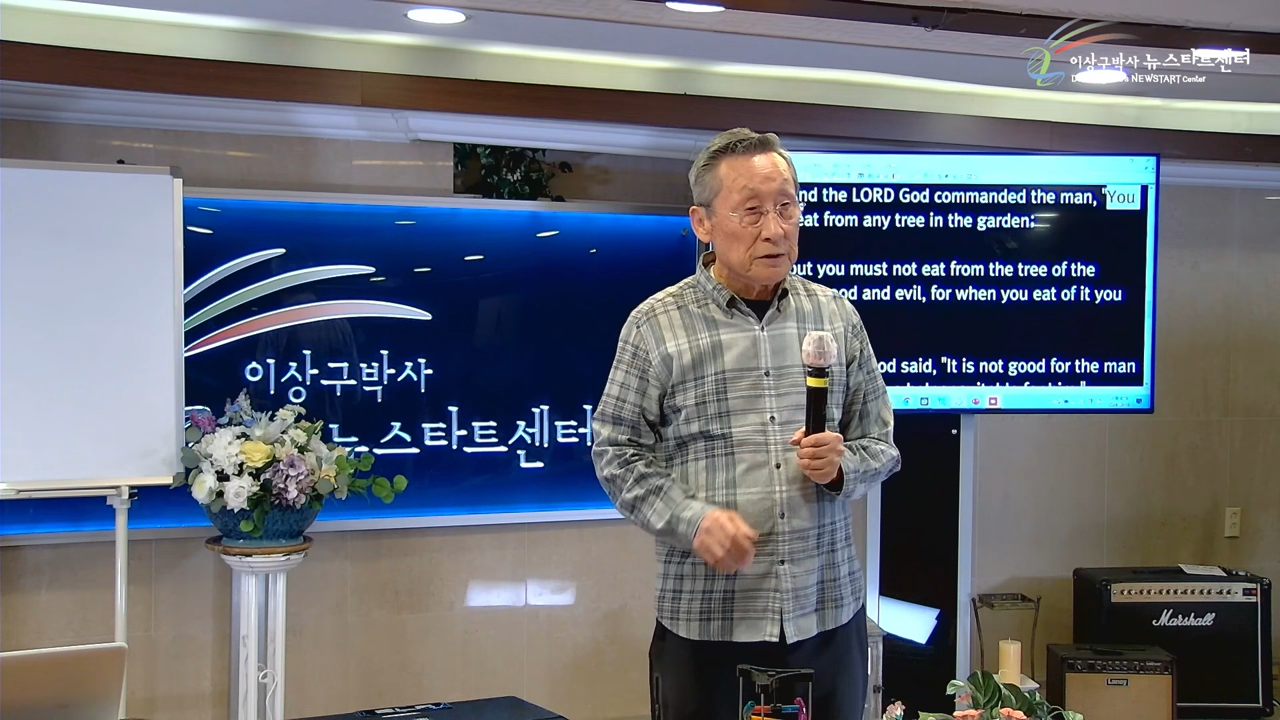 이상구박사 뉴스타트센터
NEWSTART Center
nd the LORD God commanded the man, "You
eat from any tree in the garden;
but you must not eat from the tree of the
ood and evil, for when you eat of it you
od said, "It is not good for the man
이상구박사
뉴스타트센터
Marshall
Laney